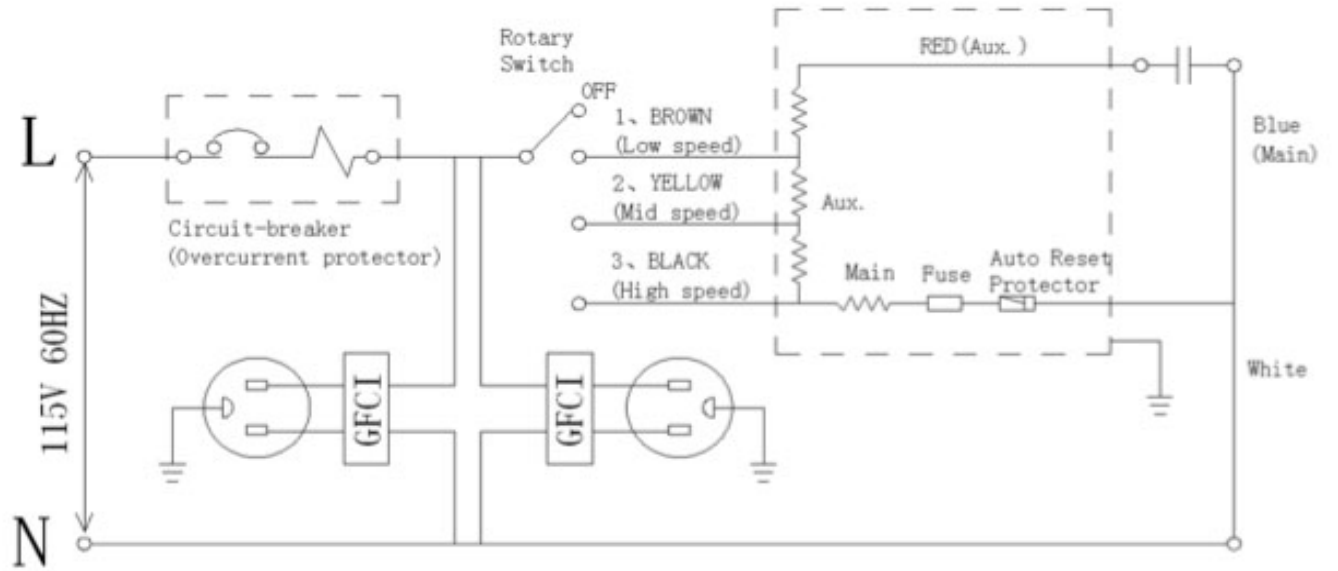 Rotary
Switch
OFF
RED(Aux.)
L
1、BROWN
(Low speed)
Blue
(Main)
2、YELLOW
(Mid speed)
Aux.
Circuit-breaker
(Overcurrent protector)
3、BLACK
(High speed)
Main
Fuse
Auto Reset
Protector
115V 60HZ
GFCI
GFCI
White
N